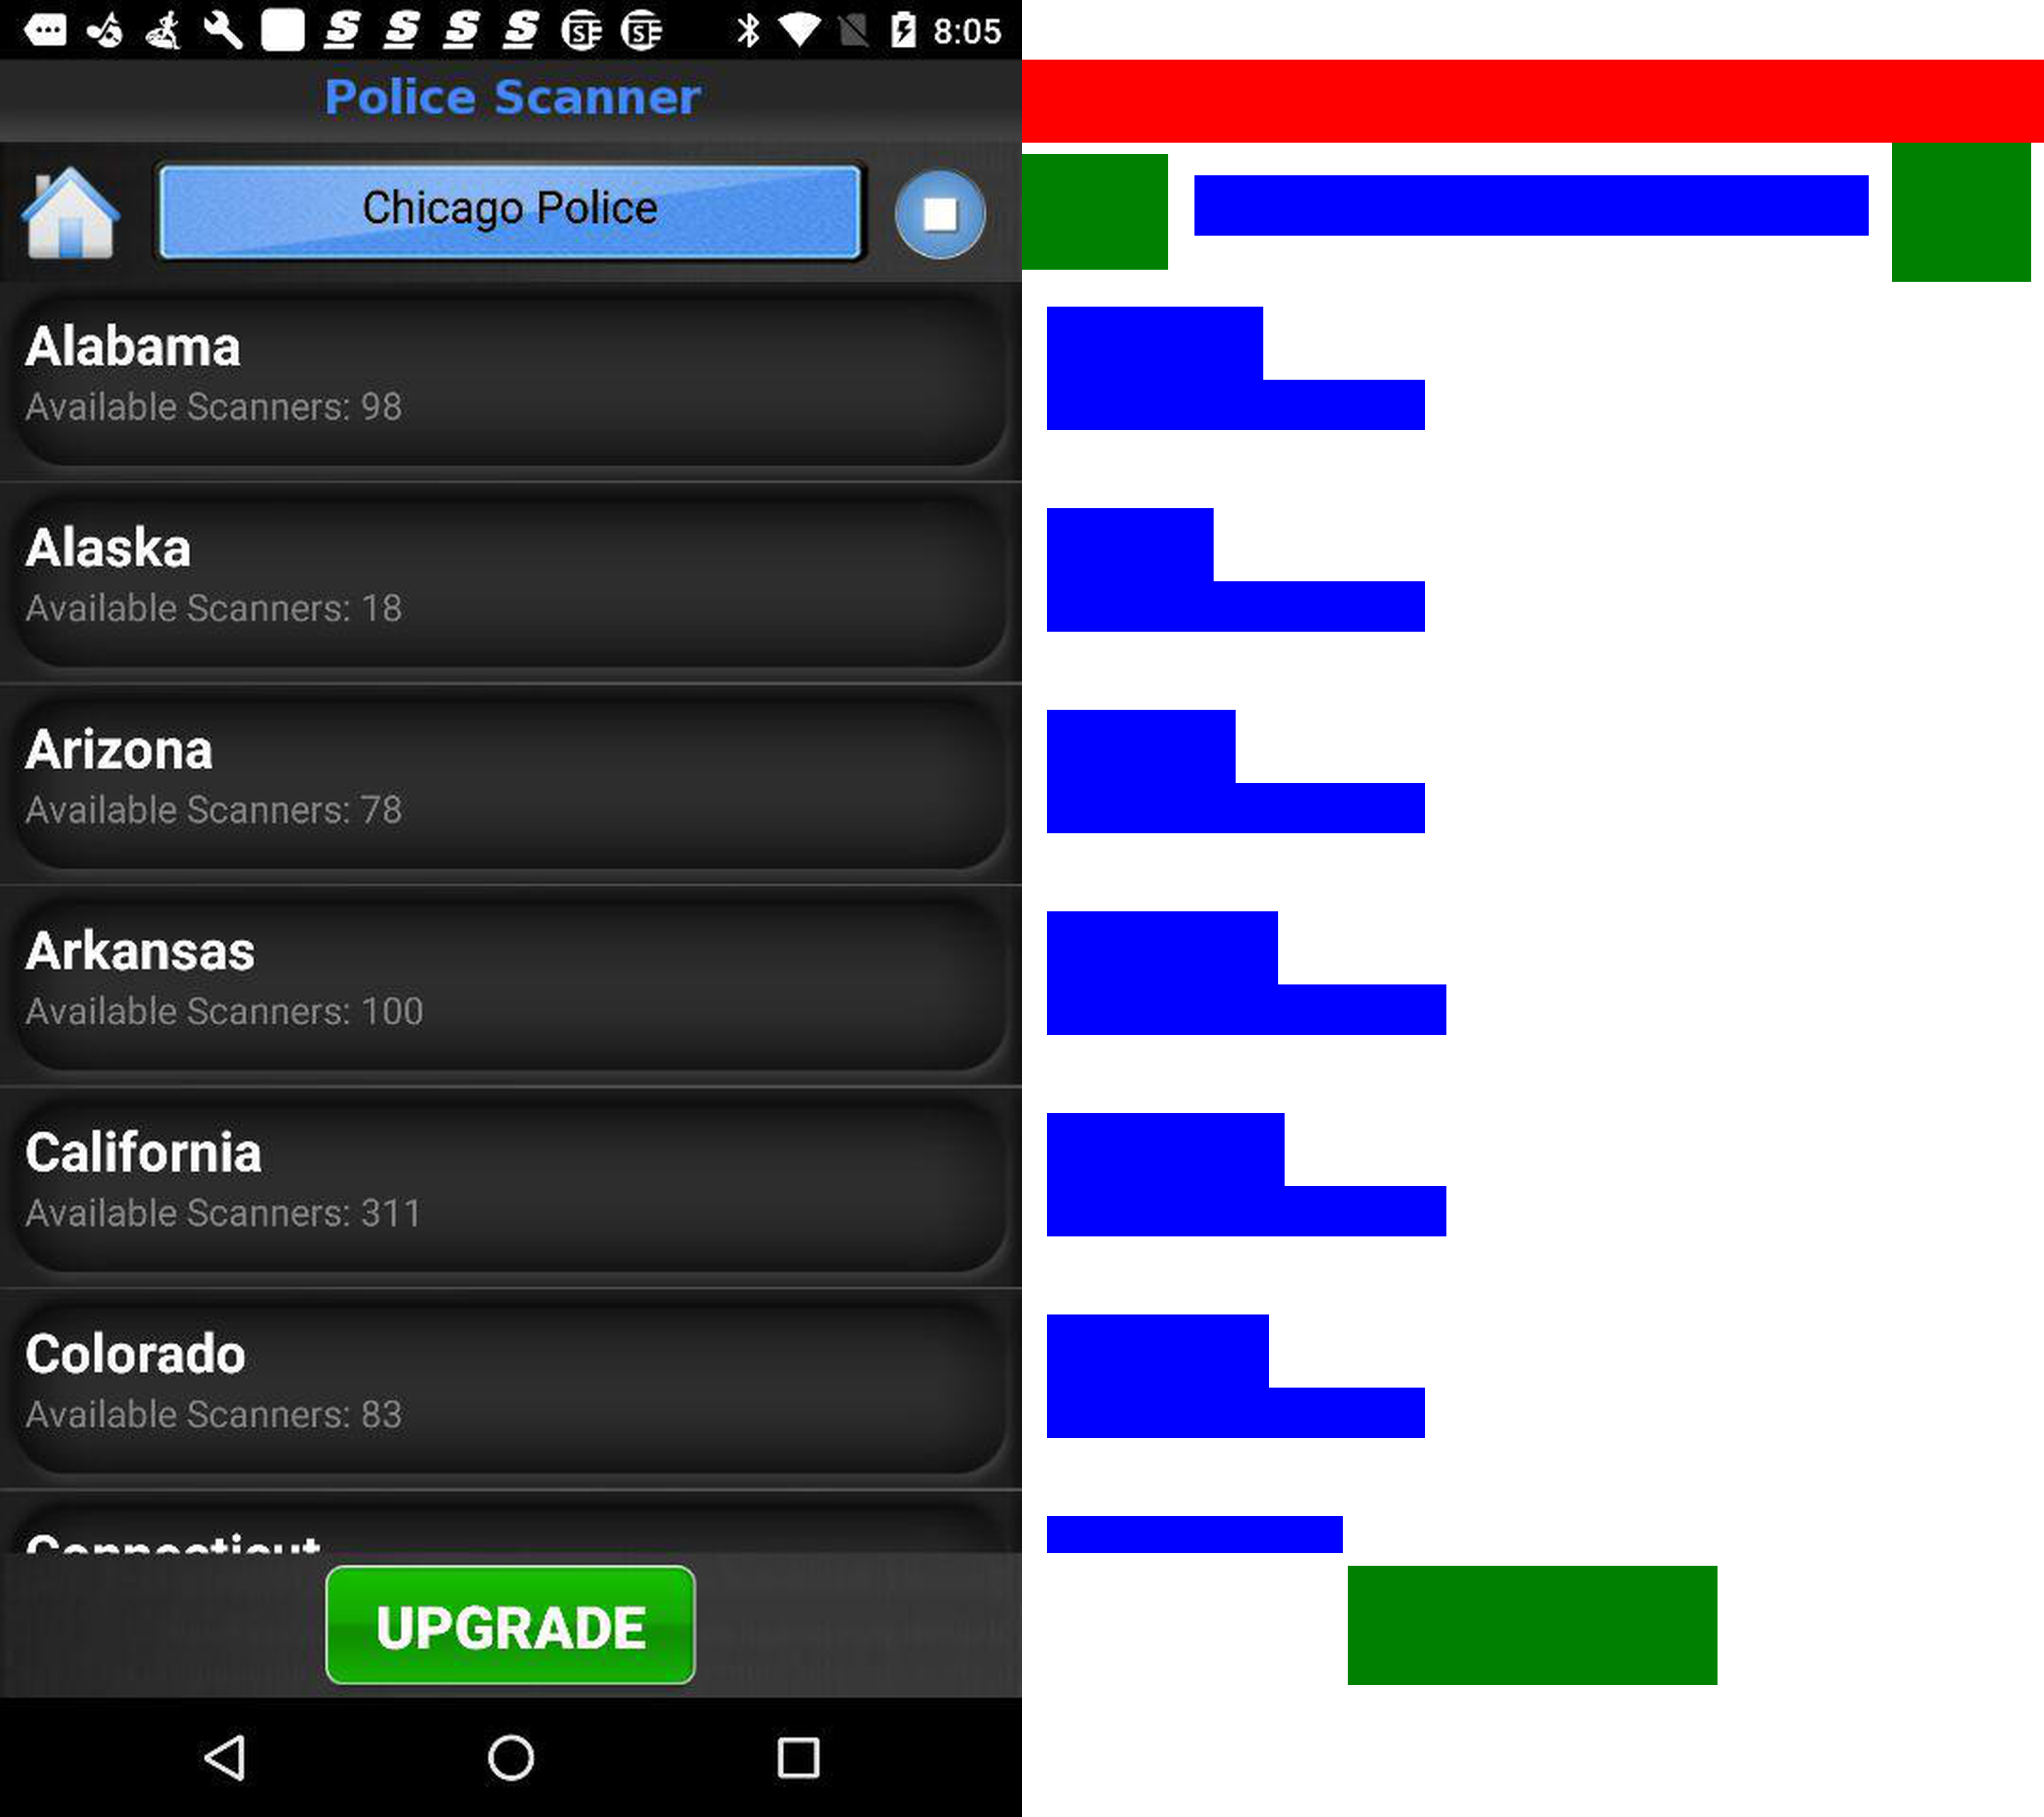 8:05
Police Scanner
Chicago Police
Alabama
Available Scanners: 98
Alaska
Available Scanners: 18
Arizona
Available Scanners: 78
Arkansas
Available Scanners: 100
California
Available Scanners: 311
Colorado
Available Scanners: 83
Connecticut
UPGRADE